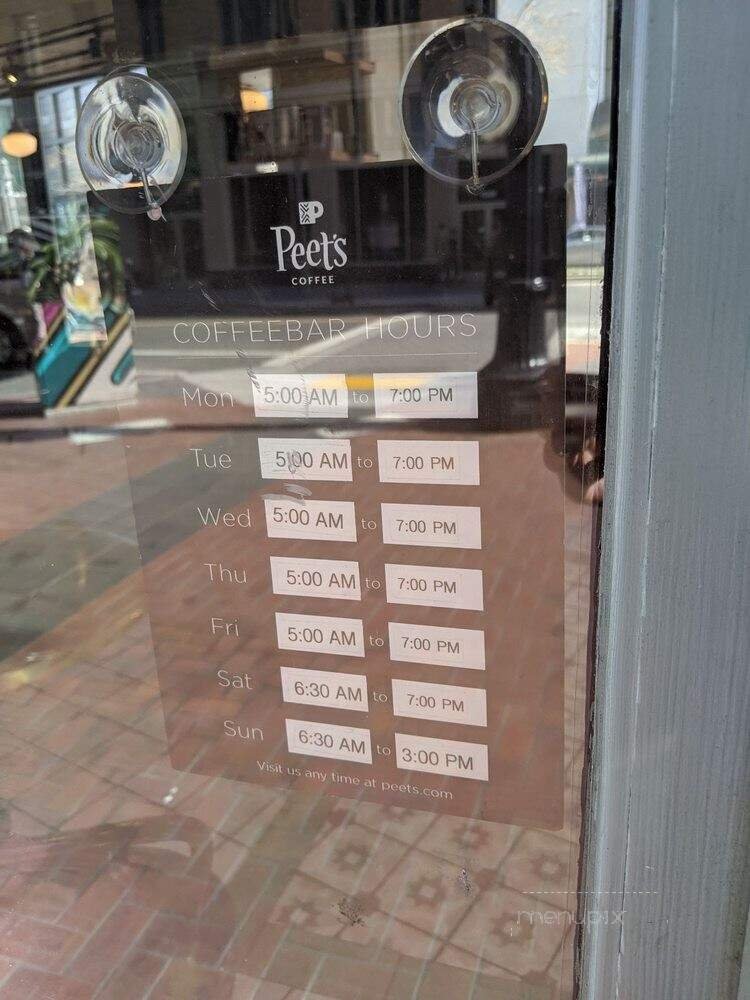 Peet's
COFFEE
COFFEEBAR HOURS
Mon 5:00 AM to 7:00 PM
Tue 5:00 AM to 7:00 PM
Wed 5:00 AM to 7:00 PM
Thu 5:00 AM to 7:00 PM
Fri 5:00 AM to 7:00 PM
Sat 6:30 AM to 7:00 PM
Sun 6:30 AM to 3:00 PM
Visit us any time at peets.com
menupix